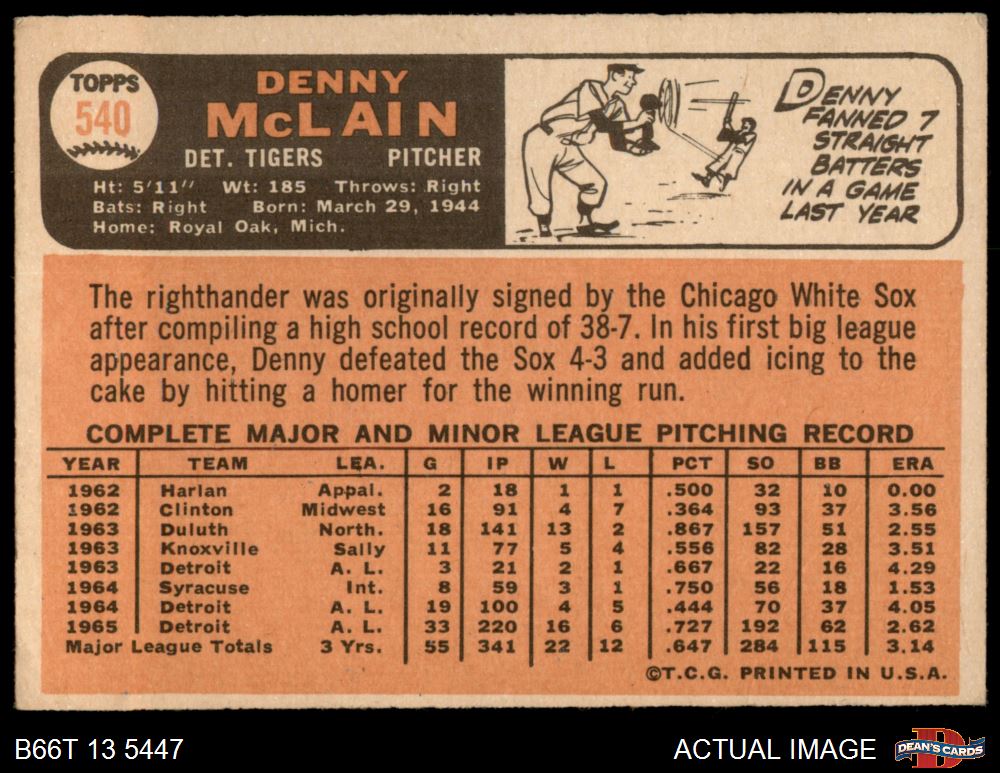 TOPPS
540
DENNY
McLAIN
DET. TIGERS PITCHER
Ht: 5'11" Wt: 185 Throws: Right
Bats: Right Born: March 29, 1944
Home: Royal Oak, Mich.
DENNY
FANNED 7
STRAIGHT
BATTERS
IN A GAME
LAST YEAR
The righthander was originally signed by the Chicago White Sox
after compiling a high school record of 38-7. In his first big league
appearance, Denny defeated the Sox 4-3 and added icing to the
cake by hitting a homer for the winning run.
COMPLETE MAJOR AND MINOR LEAGUE PITCHING RECORD
YEAR TEAM LEA. G IP W L PCT SO BB ERA
1962 Harlan Appal. 2 18 1 1 .500 32 10 0.00
1962 Clinton Midwest 16 91 4 7 .364 93 37 3.56
1963 Duluth North. 18 141 13 2 .867 157 51 2.55
1963 Knoxville Sally 11 77 5 4 .556 82 28 3.51
1963 Detroit A. L. 3 21 2 1 .667 22 16 4.29
1964 Syracuse Int. 8 59 3 1 .750 56 18 1.53
1964 Detroit A. L. 19 100 4 5 .444 70 37 4.05
1965 Detroit A. L. 33 220 16 6 .727 192 62 2.62
Major League Totals 3 Yrs. 55 341 22 12 .647 284 115 3.14
©T.C.G. PRINTED IN U.S.A.
B66T 13 5447 ACTUAL IMAGE
D
DEAN'S CARDS